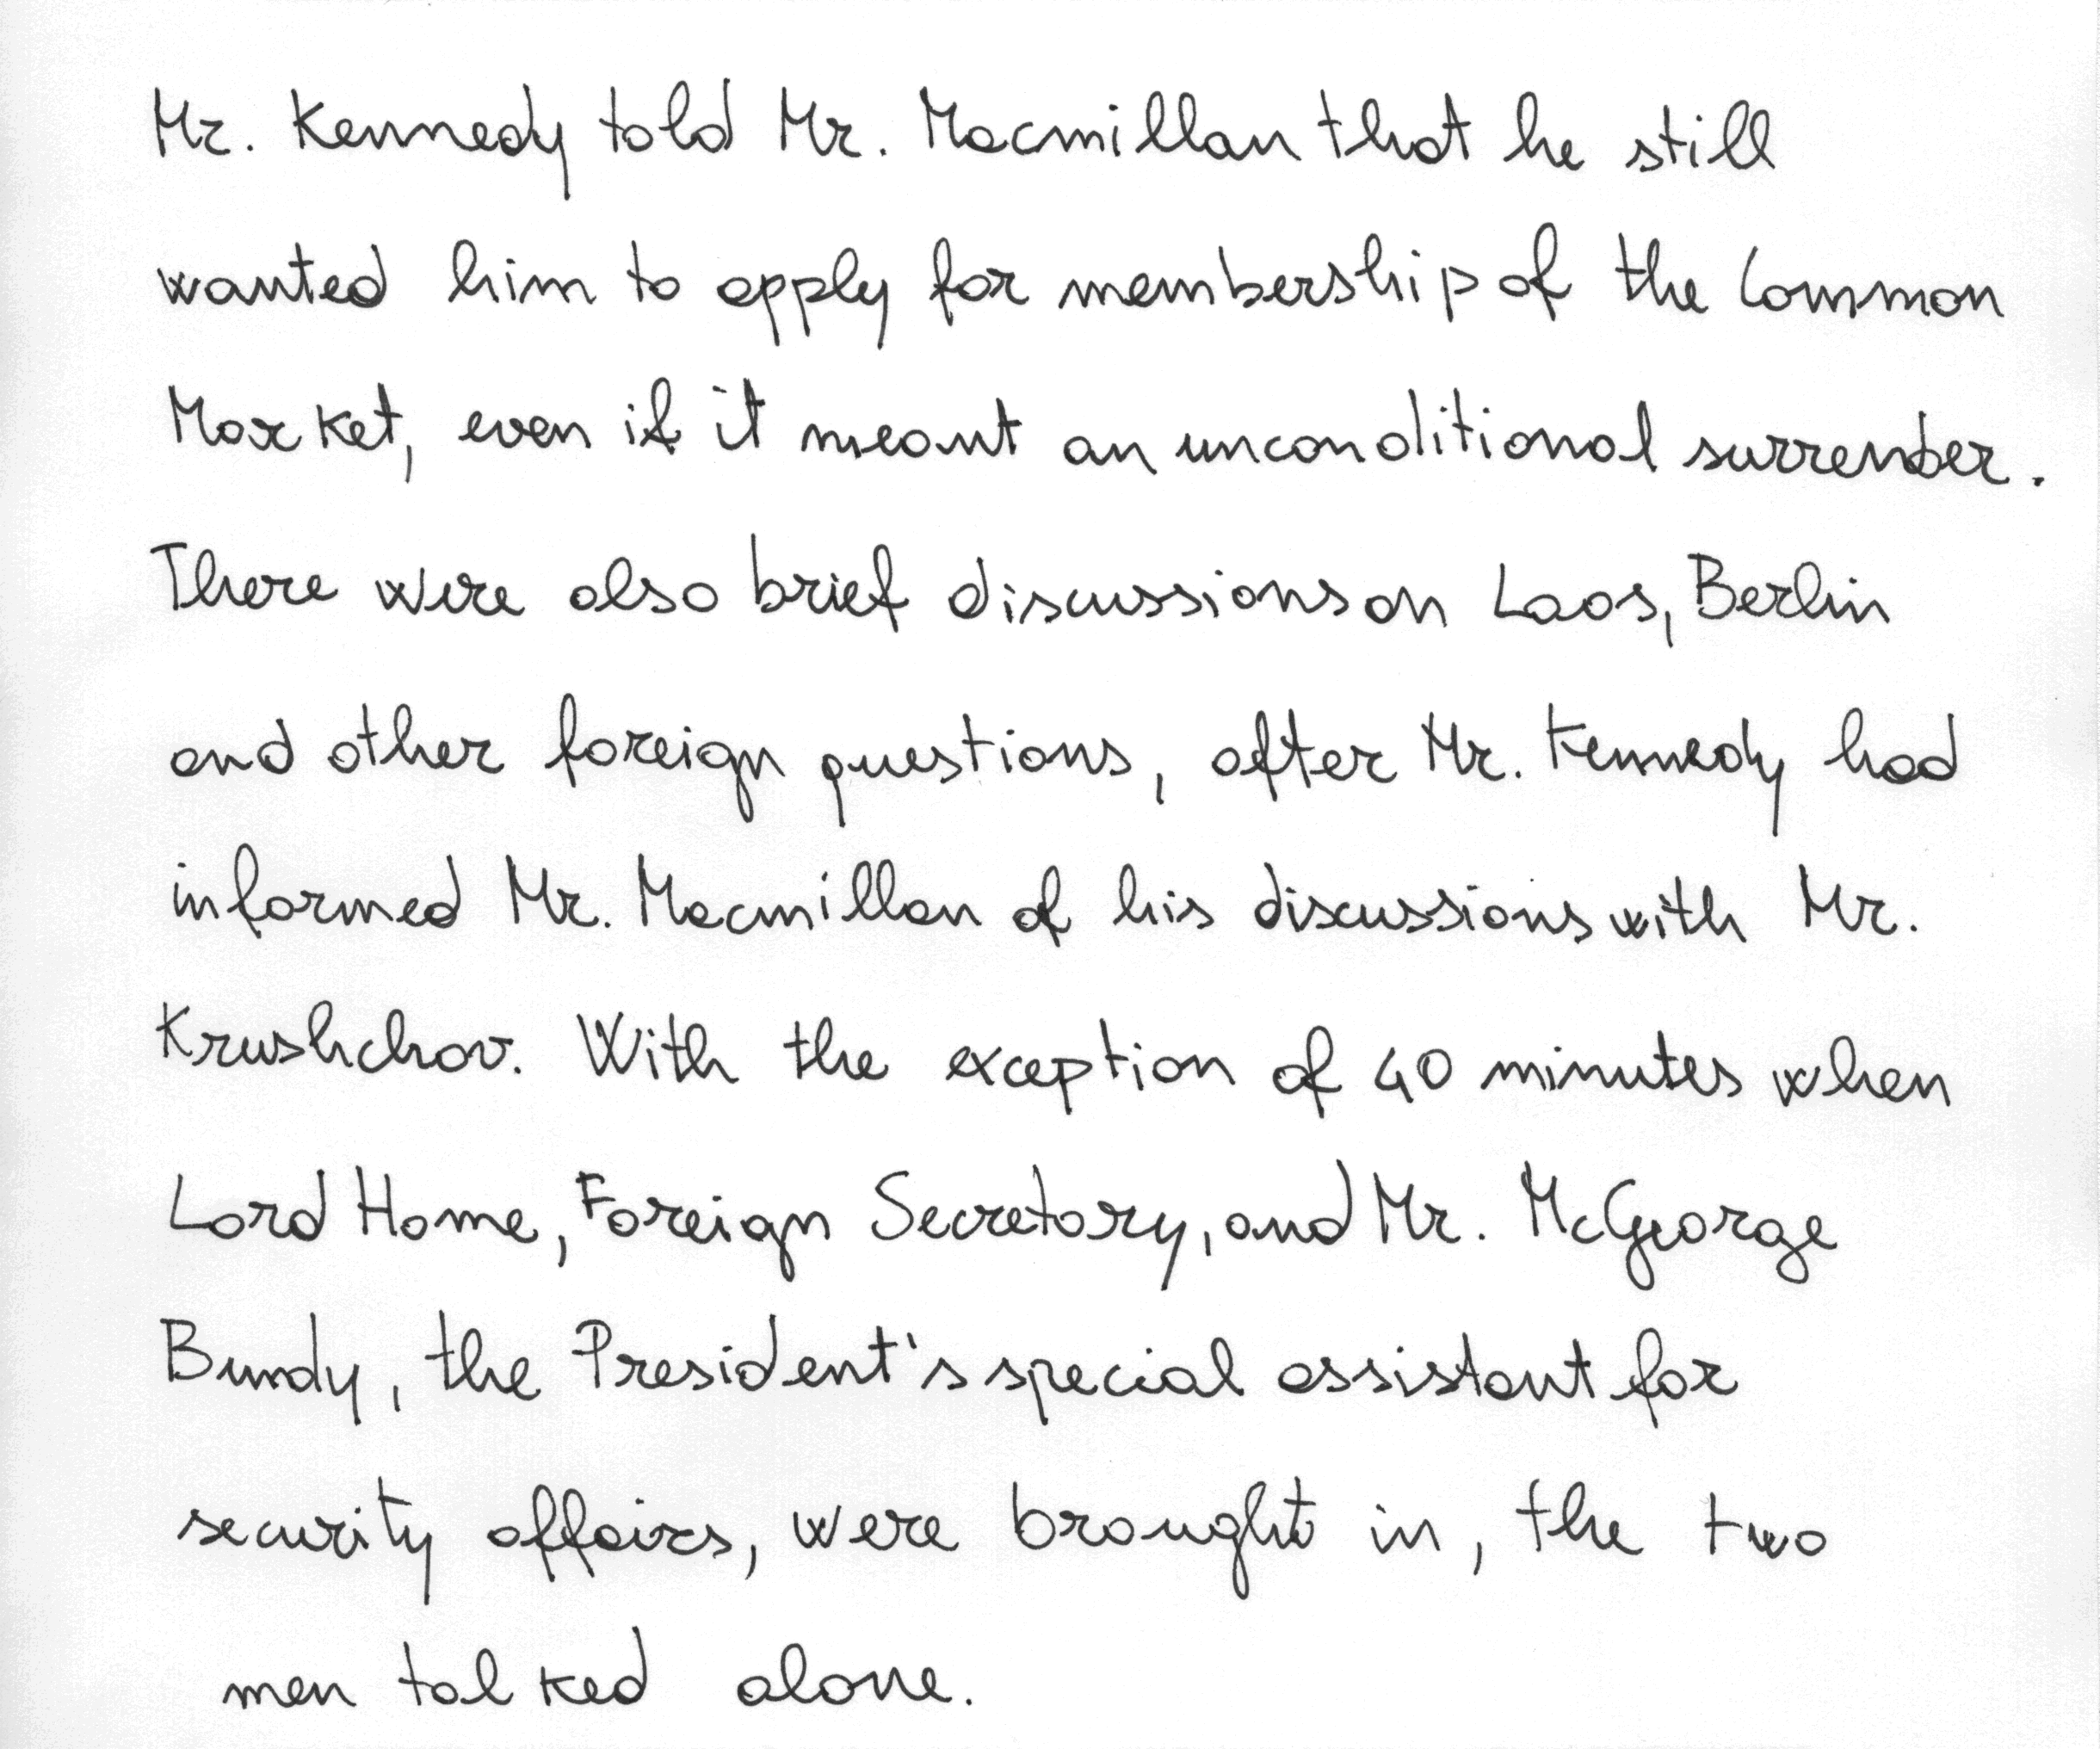 Mr. Kennedy told Mr. Macmillan that he still
wanted him to apply for membership of the Common
Market, even if it meant an unconditional surrender.
There were also brief discussions on Laos, Berlin
and other foreign questions, after Mr. Kennedy had
informed Mr. Macmillan of his discussions with Mr.
Krushchov. With the exception of 40 minutes when
Lord Home, Foreign Secretary, and Mr. McGeorge
Bundy, the President's special assistant for
security affairs, were brought in, the two
men talked alone.